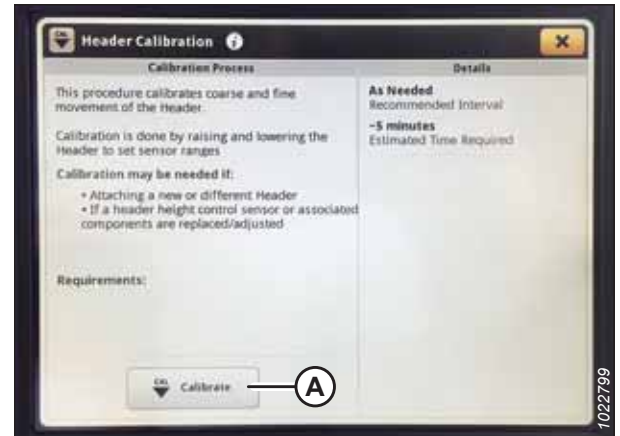 CAL
Header Calibration i
Calibration Process
This procedure calibrates coarse and fine
movement of the Header.
Calibration is done by raising and lowering the
Header to set sensor ranges
Calibration may be needed if:
• Attaching a new or different Header
• If a header height control sensor or associated
components are replaced/adjusted
Requirements:
CAL Calibrate
A
Details
As Needed
Recommended Interval
~5 minutes
Estimated Time Required
1022799